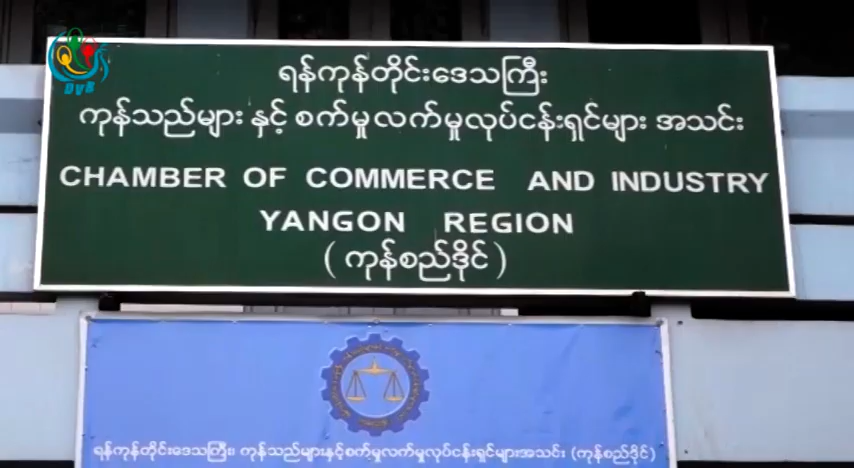 DVB
ရန်ကုန်တိုင်းဒေသကြီး
ကုန်သည်များ နှင့် စက်မှုလက်မှုလုပ်ငန်းရှင်များ အသင်း
CHAMBER OF COMMERCE AND INDUSTRY
YANGON REGION
(ကုန်စည်ဒိုင်)
ရန်ကုန်တိုင်းဒေသကြီး၊ ကုန်သည်များနှင့်စက်မှုလက်မှုလုပ်ငန်းရှင်များအသင်း (ကုန်စည်ဒိုင်)